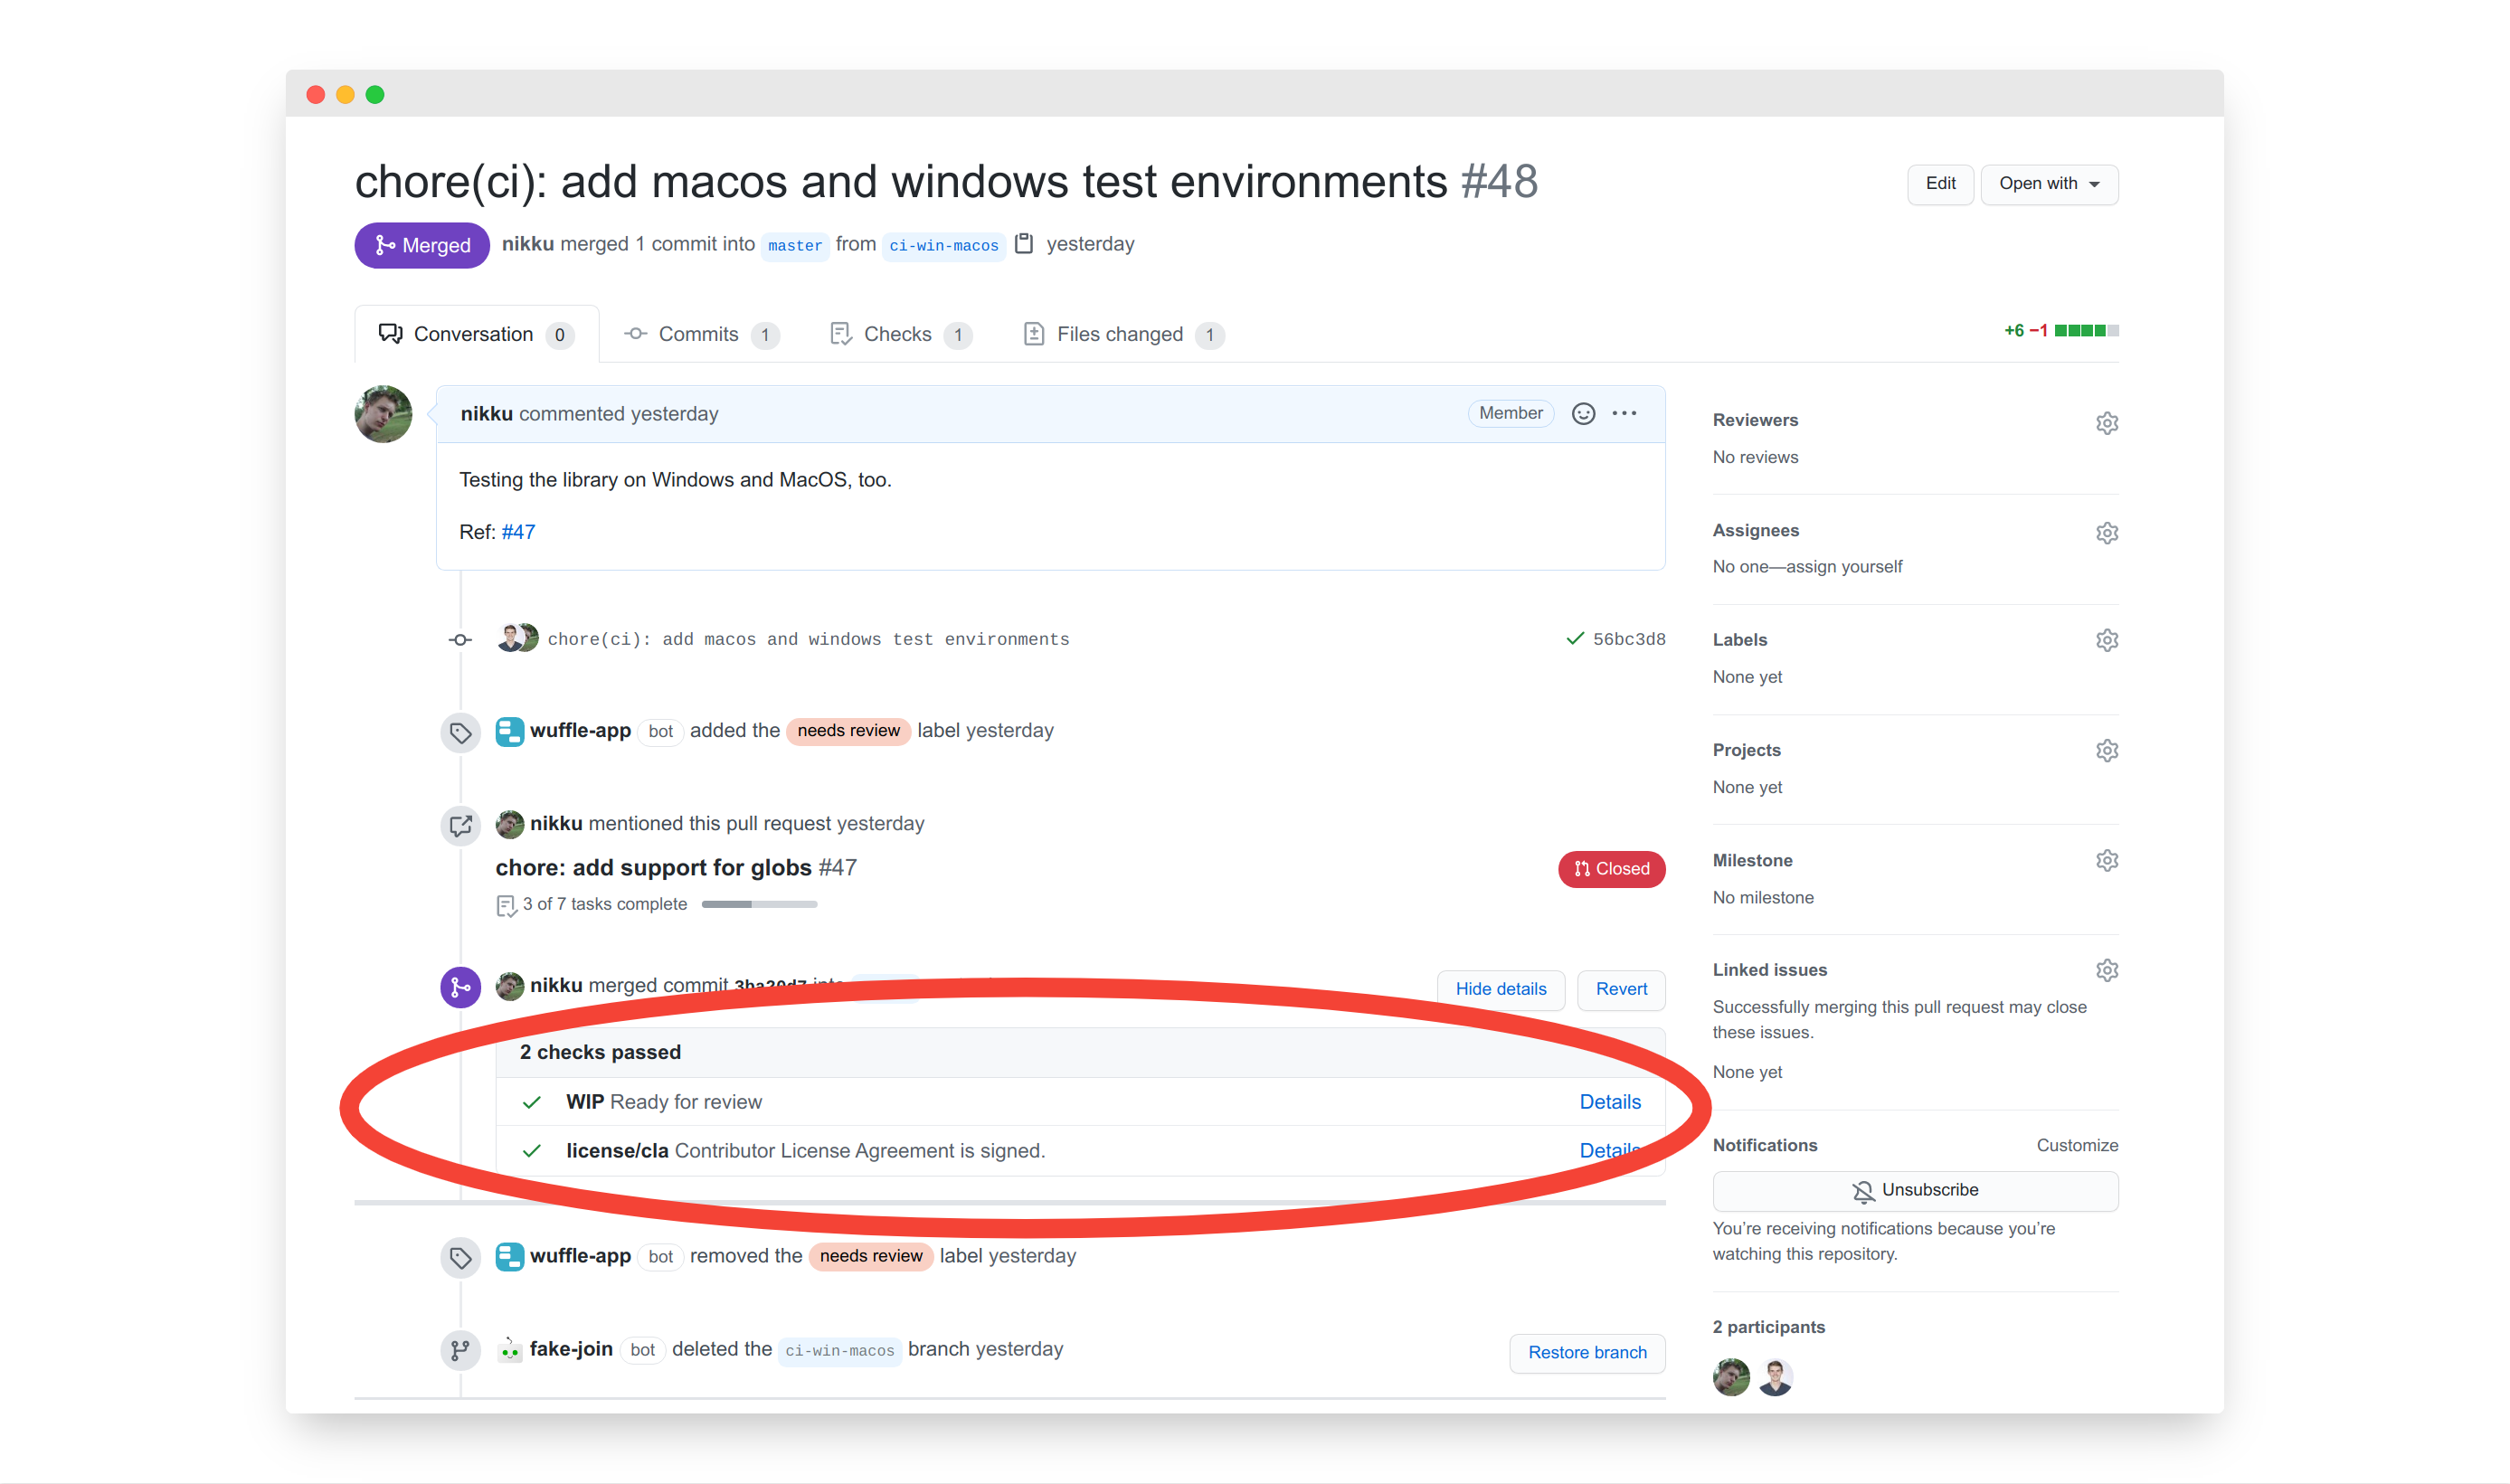 chore(ci): add macos and windows test environments #48
Edit
Open with
Merged
nikku merged 1 commit into master from ci-win-macos yesterday
Conversation 0
Commits 1
Checks 1
Files changed 1
+6 −1
nikku commented yesterday
Member
Testing the library on Windows and MacOS, too.
Ref: #47
chore(ci): add macos and windows test environments
56bc3d8
wuffle-app bot added the needs review label yesterday
nikku mentioned this pull request yesterday
chore: add support for globs #47
Closed
3 of 7 tasks complete
nikku merged commit 3ba20d7 into
Hide details
Revert
2 checks passed
WIP Ready for review
Details
license/cla Contributor License Agreement is signed.
Details
wuffle-app bot removed the needs review label yesterday
fake-join bot deleted the ci-win-macos branch yesterday
Restore branch
Reviewers
No reviews
Assignees
No one—assign yourself
Labels
None yet
Projects
None yet
Milestone
No milestone
Linked issues
Successfully merging this pull request may close
these issues.
None yet
Notifications
Customize
Unsubscribe
You’re receiving notifications because you’re
watching this repository.
2 participants